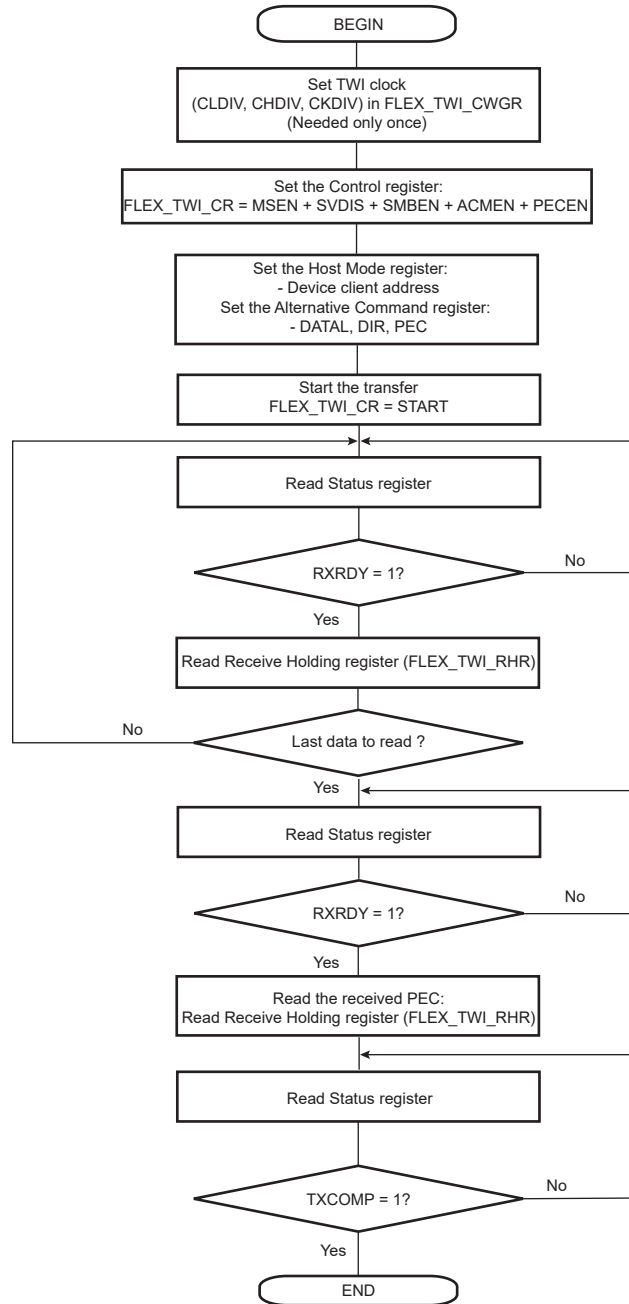 BEGIN
Set TWI clock
(CLDIV, CHDIV, CKDIV) in FLEX_TWI_CWGR
(Needed only once)
Set the Control register:
FLEX_TWI_CR = MSEN + SVDIS + SMBEN + ACMEN + PECEN
Set the Host Mode register:
- Device client address
Set the Alternative Command register:
- DATAL, DIR, PEC
Start the transfer
FLEX_TWI_CR = START
Read Status register
RXRDY = 1?
No
Yes
Read Receive Holding register (FLEX_TWI_RHR)
No
Last data to read ?
Yes
Read Status register
RXRDY = 1?
No
Yes
Read the received PEC:
Read Receive Holding register (FLEX_TWI_RHR)
Read Status register
TXCOMP = 1?
No
Yes
END